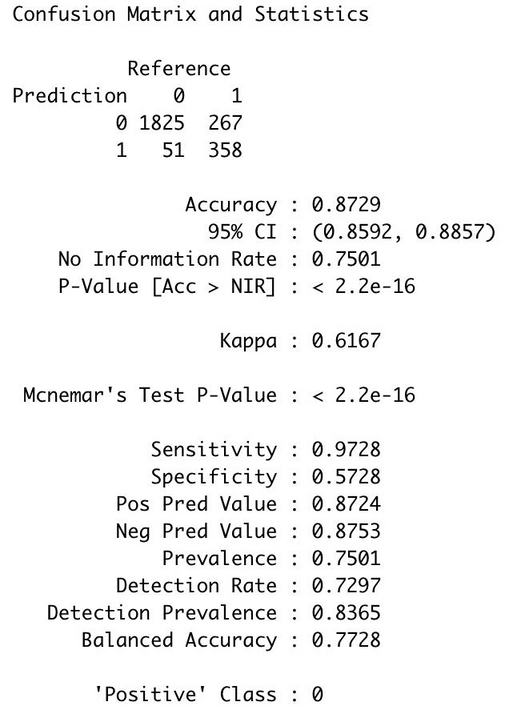 Confusion Matrix and Statistics
Reference
Prediction 0 1
0 1825 267
1 51 358
Accuracy : 0.8729
95% CI : (0.8592, 0.8857)
No Information Rate : 0.7501
P-Value [Acc > NIR] : < 2.2e-16
Kappa : 0.6167
Mcnemar's Test P-Value : < 2.2e-16
Sensitivity : 0.9728
Specificity : 0.5728
Pos Pred Value : 0.8724
Neg Pred Value : 0.8753
Prevalence : 0.7501
Detection Rate : 0.7297
Detection Prevalence : 0.8365
Balanced Accuracy : 0.7728
'Positive' Class : 0